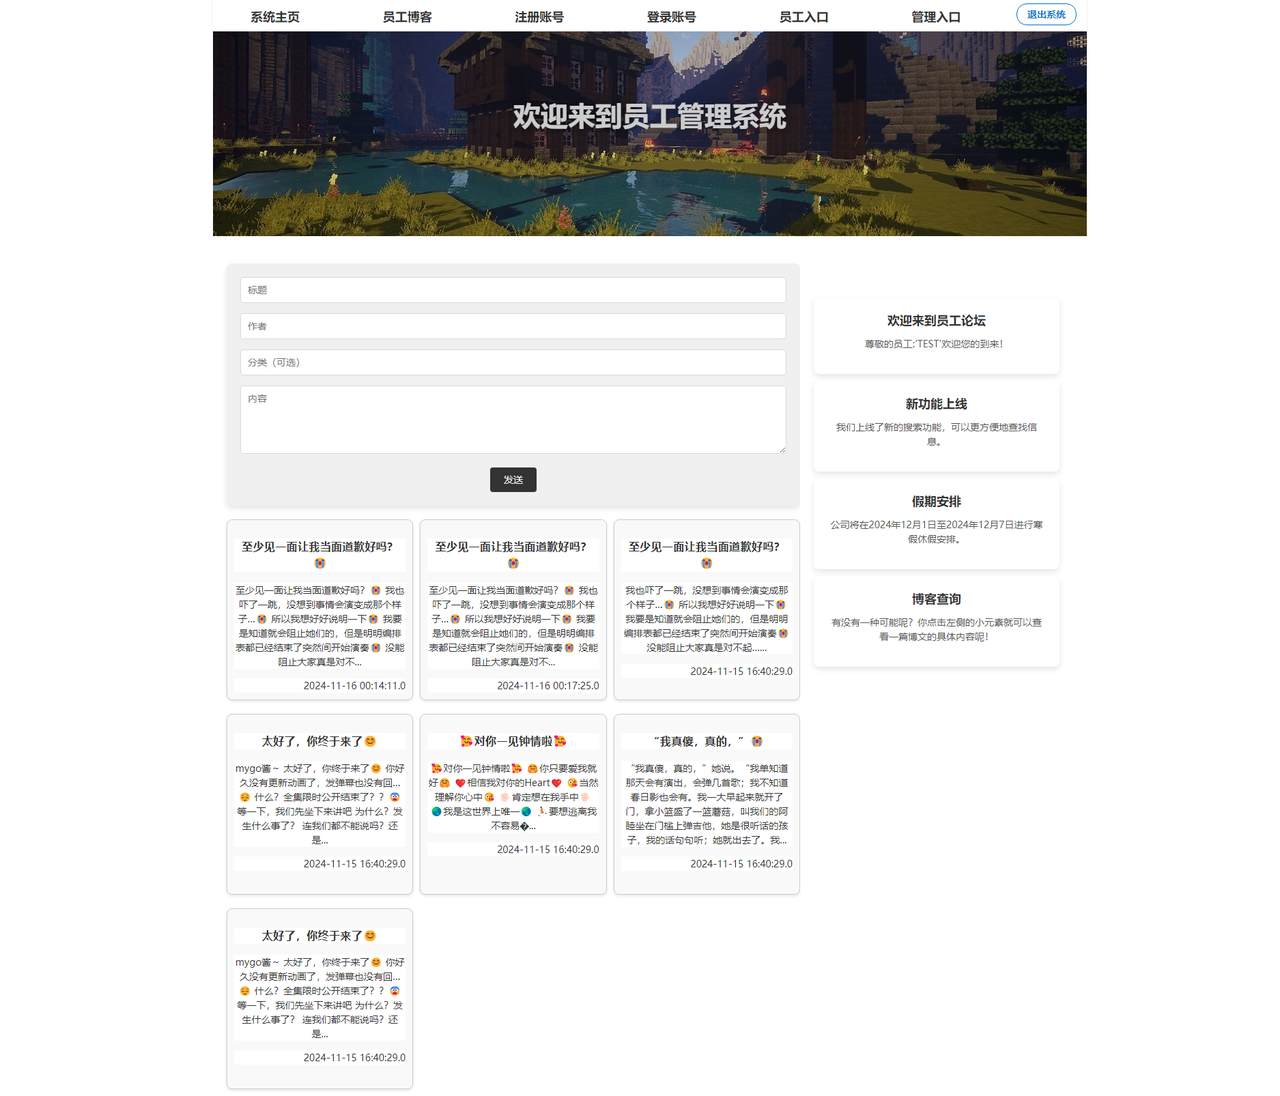 系统主页
员工博客
注册账号
登录账号
员工入口
管理入口
退出系统
欢迎来到员工管理系统
标题
作者
分类（可选）
内容
发送
至少见一面让我当面道歉好吗？
😭
至少见一面让我当面道歉好吗？😭 我也
吓了一跳，没想到事情会演变成那个样
子...😭 所以我想好好说明一下😭 我要
是知道就会阻止她们的，但是明明编排
表都已经结束了突然间开始演奏😭 没能
阻止大家真是对不...
2024-11-16 00:14:11.0
至少见一面让我当面道歉好吗？
😭
至少见一面让我当面道歉好吗？😭 我也
吓了一跳，没想到事情会演变成那个样
子...😭 所以我想好好说明一下😭 我要
是知道就会阻止她们的，但是明明编排
表都已经结束了突然间开始演奏😭 没能
阻止大家真是对不...
2024-11-16 00:17:25.0
至少见一面让我当面道歉好吗？
😭
我也吓了一跳，没想到事情会演变成那
个样子...😭 所以我想好好说明一下😭
我要是知道就会阻止她们的，但是明明
编排表都已经结束了突然间开始演奏😭
没能阻止大家真是对不起......
2024-11-15 16:40:29.0
太好了，你终于来了😊
mygo酱～ 太好了，你终于来了😊 你好
久没有更新动画了，发弹幕也没有回...
😔 什么？全集限时公开结束了？？😨
等一下，我们先坐下来讲吧 为什么？发
生什么事了？ 连我们都不能说吗？还
是...
2024-11-15 16:40:29.0
🥰对你一见钟情啦🥰
🥰对你一见钟情啦🥰 🤗你只要爱我就
好🤗 ❤️相信我对你的Heart❤️ 😘当然
理解你心中😘 ✋🏻肯定想在我手中✋🏻
🌏我是这世界上唯一🌏 🏃🏻要想逃离我
不容易�...
2024-11-15 16:40:29.0
“我真傻，真的，”😭
“我真傻，真的，”她说。“我单知道
那天会有演出，会弹几首歌；我不知道
春日影也会有。我一大早起来就开了
门，拿小篮盛了一篮蘑菇，叫我们的阿
睦坐在门槛上弹吉他，她是很听话的孩
子，我的话句句听；她就出去了。我...
2024-11-15 16:40:29.0
太好了，你终于来了😊
mygo酱～ 太好了，你终于来了😊 你好
久没有更新动画了，发弹幕也没有回...
😔 什么？全集限时公开结束了？？😨
等一下，我们先坐下来讲吧 为什么？发
生什么事了？ 连我们都不能说吗？还
是...
2024-11-15 16:40:29.0
欢迎来到员工论坛
尊敬的员工:'TEST'欢迎您的到来！
新功能上线
我们上线了新的搜索功能，可以更方便地查找信
息。
假期安排
公司将在2024年12月1日至2024年12月7日进行寒
假休假安排。
博客查询
有没有一种可能呢？你点击左侧的小元素就可以查
看一篇博文的具体内容呢！